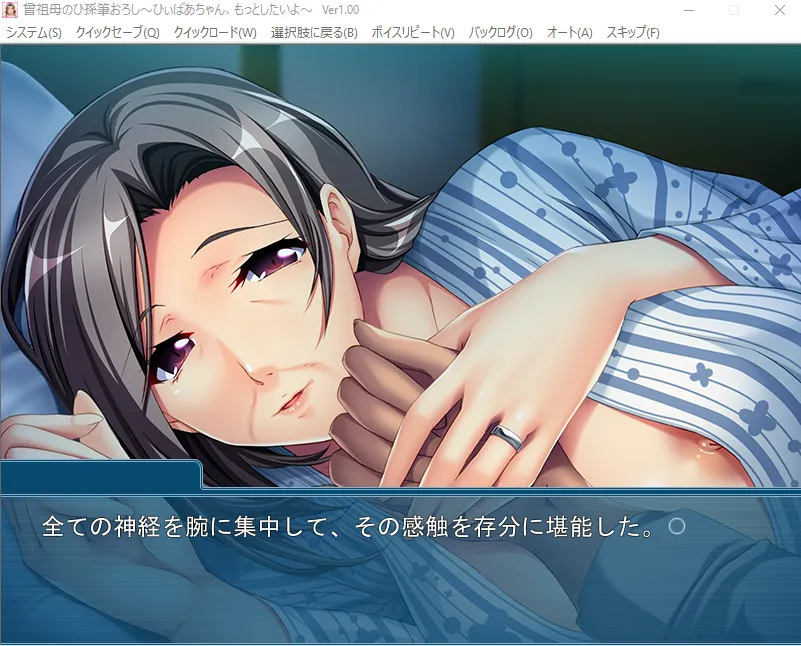 曾祖母のひ孫筆おろし～ひぃばあちゃん、もっとしたいよ～ Ver1.00
システム(S) クイックセーブ(Q) クイックロード(W) 選択肢に戻る(B) ボイスリピート(V) バックログ(O) オート(A) スキップ(F)
全ての神経を腕に集中して、その感触を存分に堪能した。